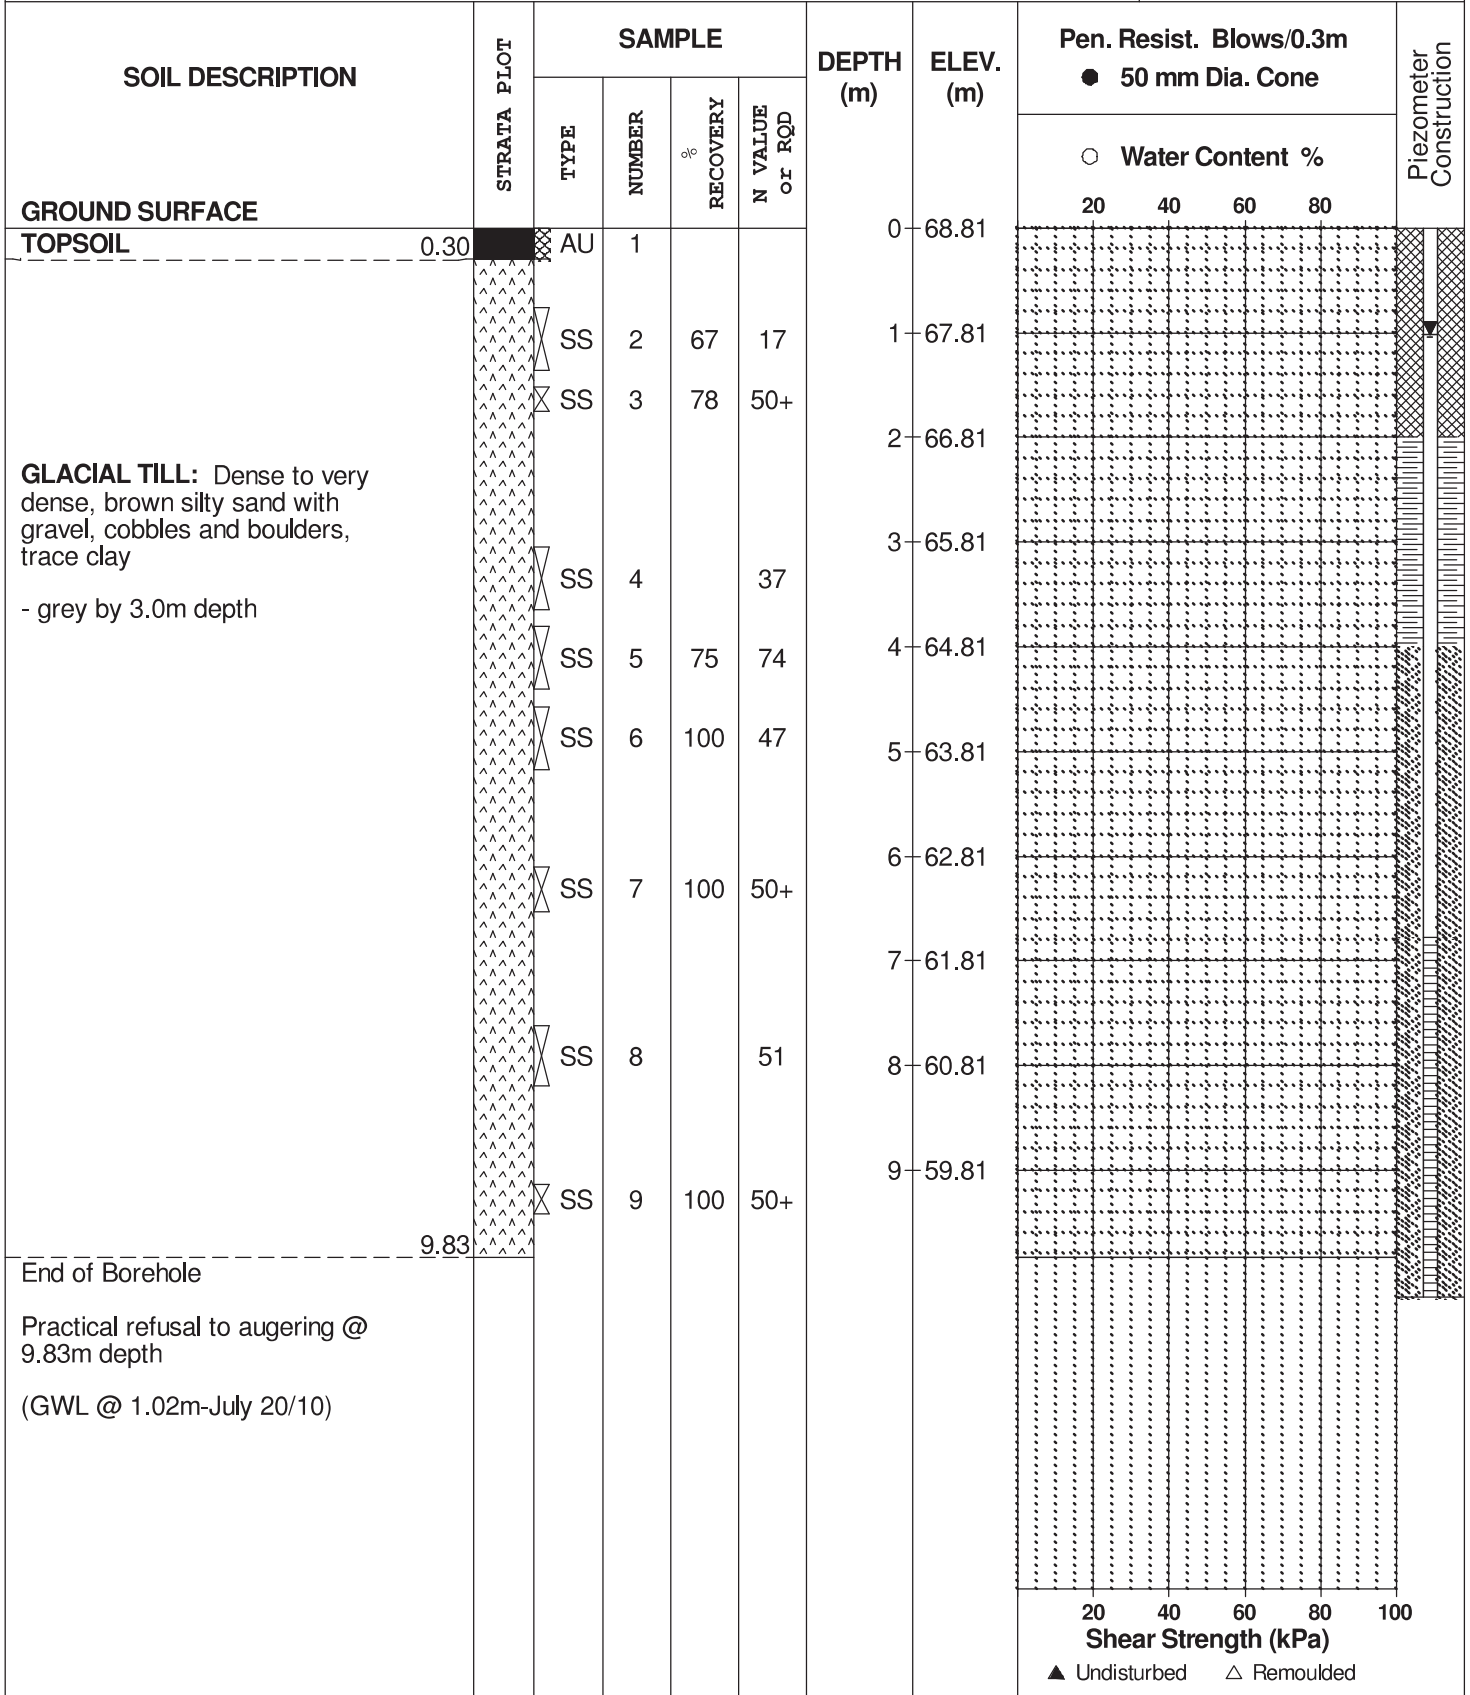 SOIL DESCRIPTION
GROUND SURFACE
STRATA PLOT
SAMPLE
TYPE
NUMBER
% RECOVERY
N VALUE
or RQD
DEPTH
(m)
ELEV.
(m)
Pen. Resist. Blows/0.3m
● 50 mm Dia. Cone
○ Water Content %
20 40 60 80
Piezometer
Construction
TOPSOIL 0.30
AU 1
0 68.81
SS 2 67 17
1 67.81
SS 3 78 50+
2 66.81
GLACIAL TILL: Dense to very
dense, brown silty sand with
gravel, cobbles and boulders,
trace clay
- grey by 3.0m depth
3 65.81
SS 4 37
4 64.81
SS 5 75 74
SS 6 100 47
5 63.81
6 62.81
SS 7 100 50+
7 61.81
SS 8 51
8 60.81
9 59.81
SS 9 100 50+
9.83
End of Borehole
Practical refusal to augering @
9.83m depth
(GWL @ 1.02m-July 20/10)
20 40 60 80 100
Shear Strength (kPa)
▲ Undisturbed △ Remoulded